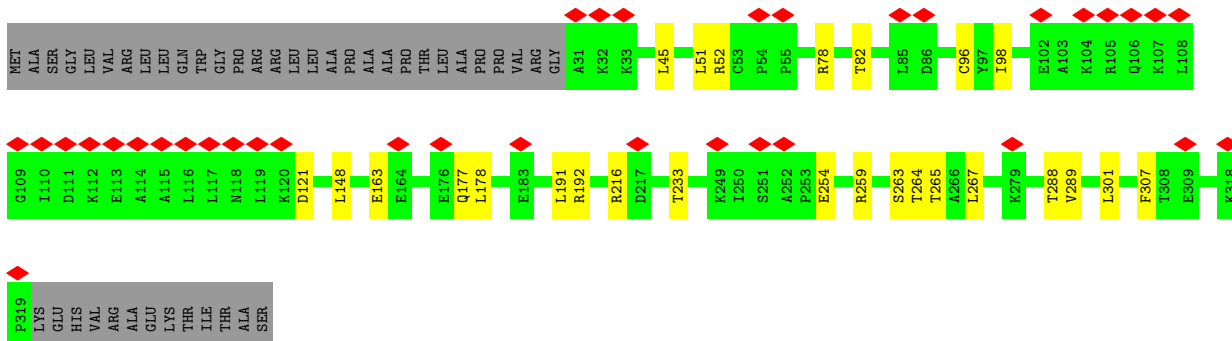 MET ALA SER GLY LEU VAL ARG LEU LEU GLN TRP GLY PRO ARG ARG LEU LEU ALA PRO ALA ALA PRO THR LEU ALA PRO PRO VAL ARG GLY A31 K32 K33 L45 L51 R52 C53 P54 P55 R78 T82 L85 D86 C96 Y97 I98 E102 A103 K104 R105 Q106 K107 L108
G109 I110 D111 K112 E113 A114 A115 L116 L117 N118 L119 K120 D121 L148 E163 E164 E176 Q177 L178 E183 L191 R192 R216 D217 T233 K249 I250 S251 A252 P253 E254 R259 S263 T264 T265 A266 L267 K279 T288 V289 L301 F307 T308 E309 K318
P319 LYS GLU HIS VAL ARG ALA GLU LYS THR ILE THR ALA SER